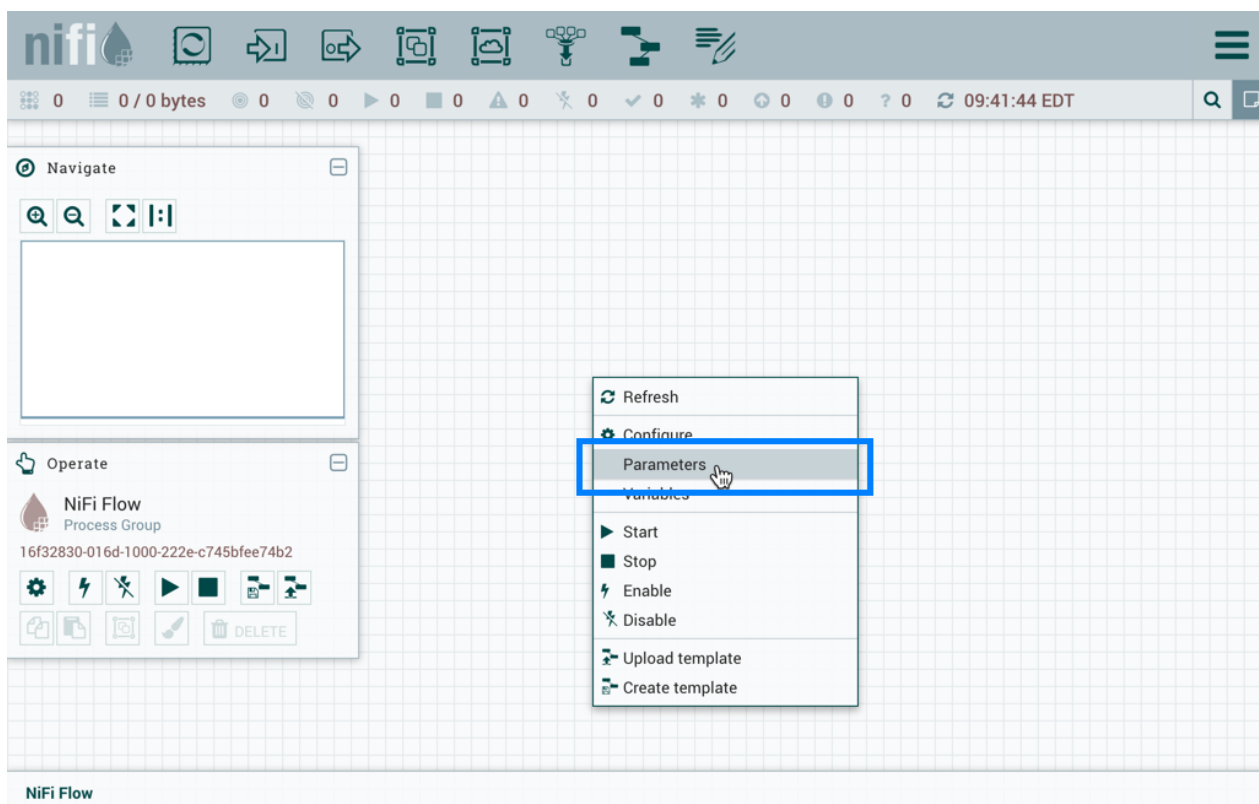 nifi
0 0 / 0 bytes 0 0 0 0 0 0 0 0 0 0 ? 0 09:41:44 EDT
Navigate
Operate
NiFi Flow
Process Group
16f32830-016d-1000-222e-c745bfee74b2
DELETE
Refresh
Configure
Parameters
Variables
Start
Stop
Enable
Disable
Upload template
Create template
NiFi Flow